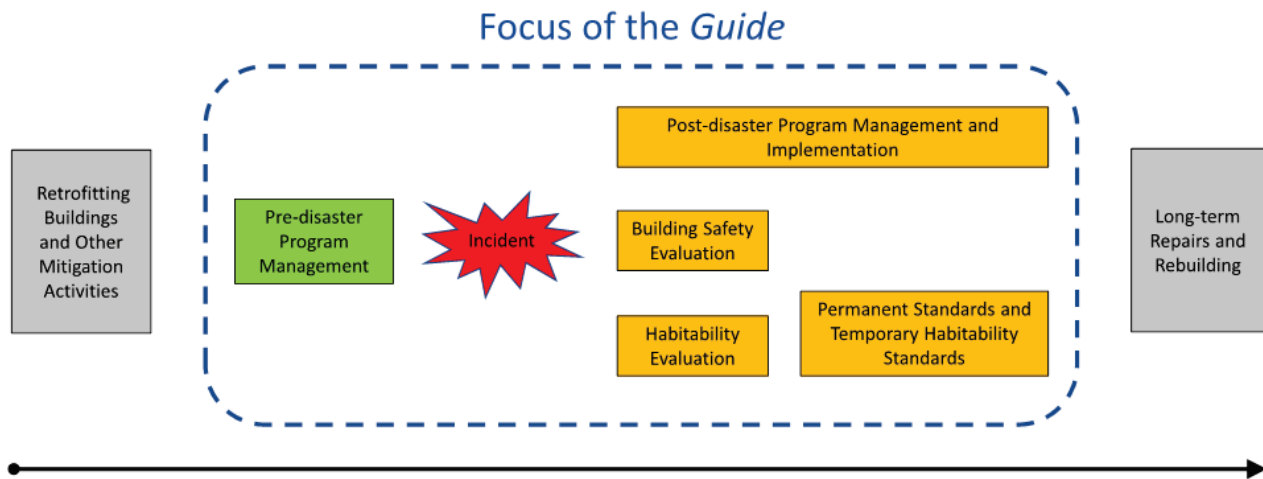 Focus of the Guide
Retrofitting
Buildings
and Other
Mitigation
Activities
Pre-disaster
Program
Management
Incident
Post-disaster Program Management and
Implementation
Building Safety
Evaluation
Habitability
Evaluation
Permanent Standards and
Temporary Habitability
Standards
Long-term
Repairs and
Rebuilding